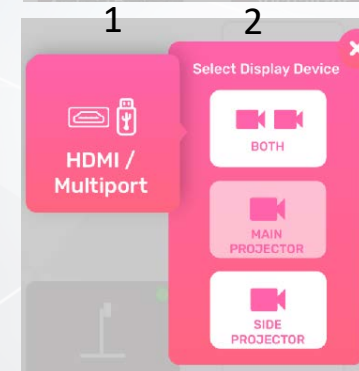 1
2
Select Display Device
BOTH
HDMI /
Multiport
MAIN
PROJECTOR
SIDE
PROJECTOR